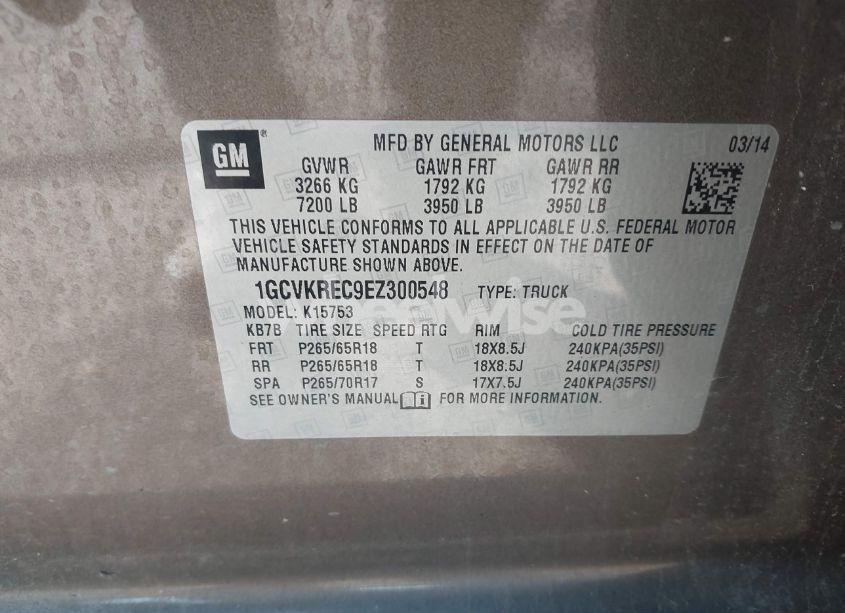 GM
MFD BY GENERAL MOTORS LLC 03/14
GVWR GAWR FRT GAWR RR
3266 KG 1792 KG 1792 KG
7200 LB 3950 LB 3950 LB
THIS VEHICLE CONFORMS TO ALL APPLICABLE U.S. FEDERAL MOTOR
VEHICLE SAFETY STANDARDS IN EFFECT ON THE DATE OF
MANUFACTURE SHOWN ABOVE.
1GCVKREC9EZ300548 TYPE: TRUCK
MODEL: K15753
KB7B TIRE SIZE SPEED RTG RIM COLD TIRE PRESSURE
FRT P265/65R18 T 18X8.5J 240KPA(35PSI)
RR P265/65R18 T 18X8.5J 240KPA(35PSI)
SPA P265/70R17 S 17X7.5J 240KPA(35PSI)
SEE OWNER'S MANUAL FOR MORE INFORMATION.